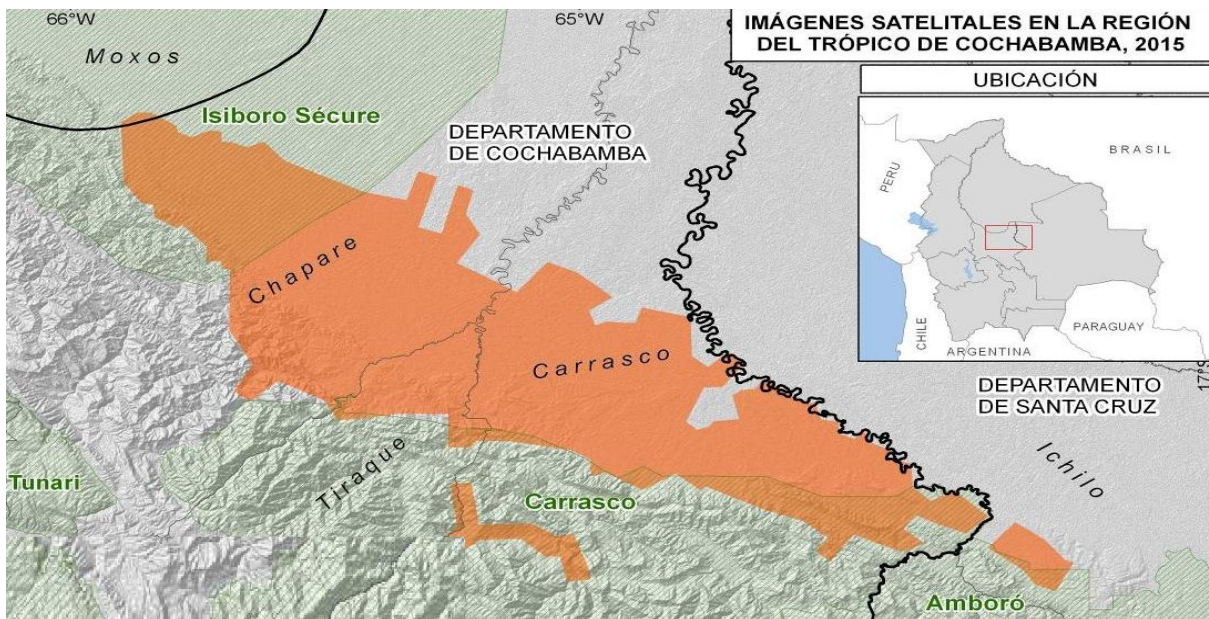 66°W
65°W
IMÁGENES SATELITALES EN LA REGIÓN
DEL TRÓPICO DE COCHABAMBA, 2015
UBICACIÓN
Moxos
Isiboro Sécure
DEPARTAMENTO
DE COCHABAMBA
BRASIL
PERU
CHILE
PARAGUAY
ARGENTINA
Chapare
Carrasco
17°S
DEPARTAMENTO
DE SANTA CRUZ
Ichilo
Tiraque
Tunari
Carrasco
Amboró